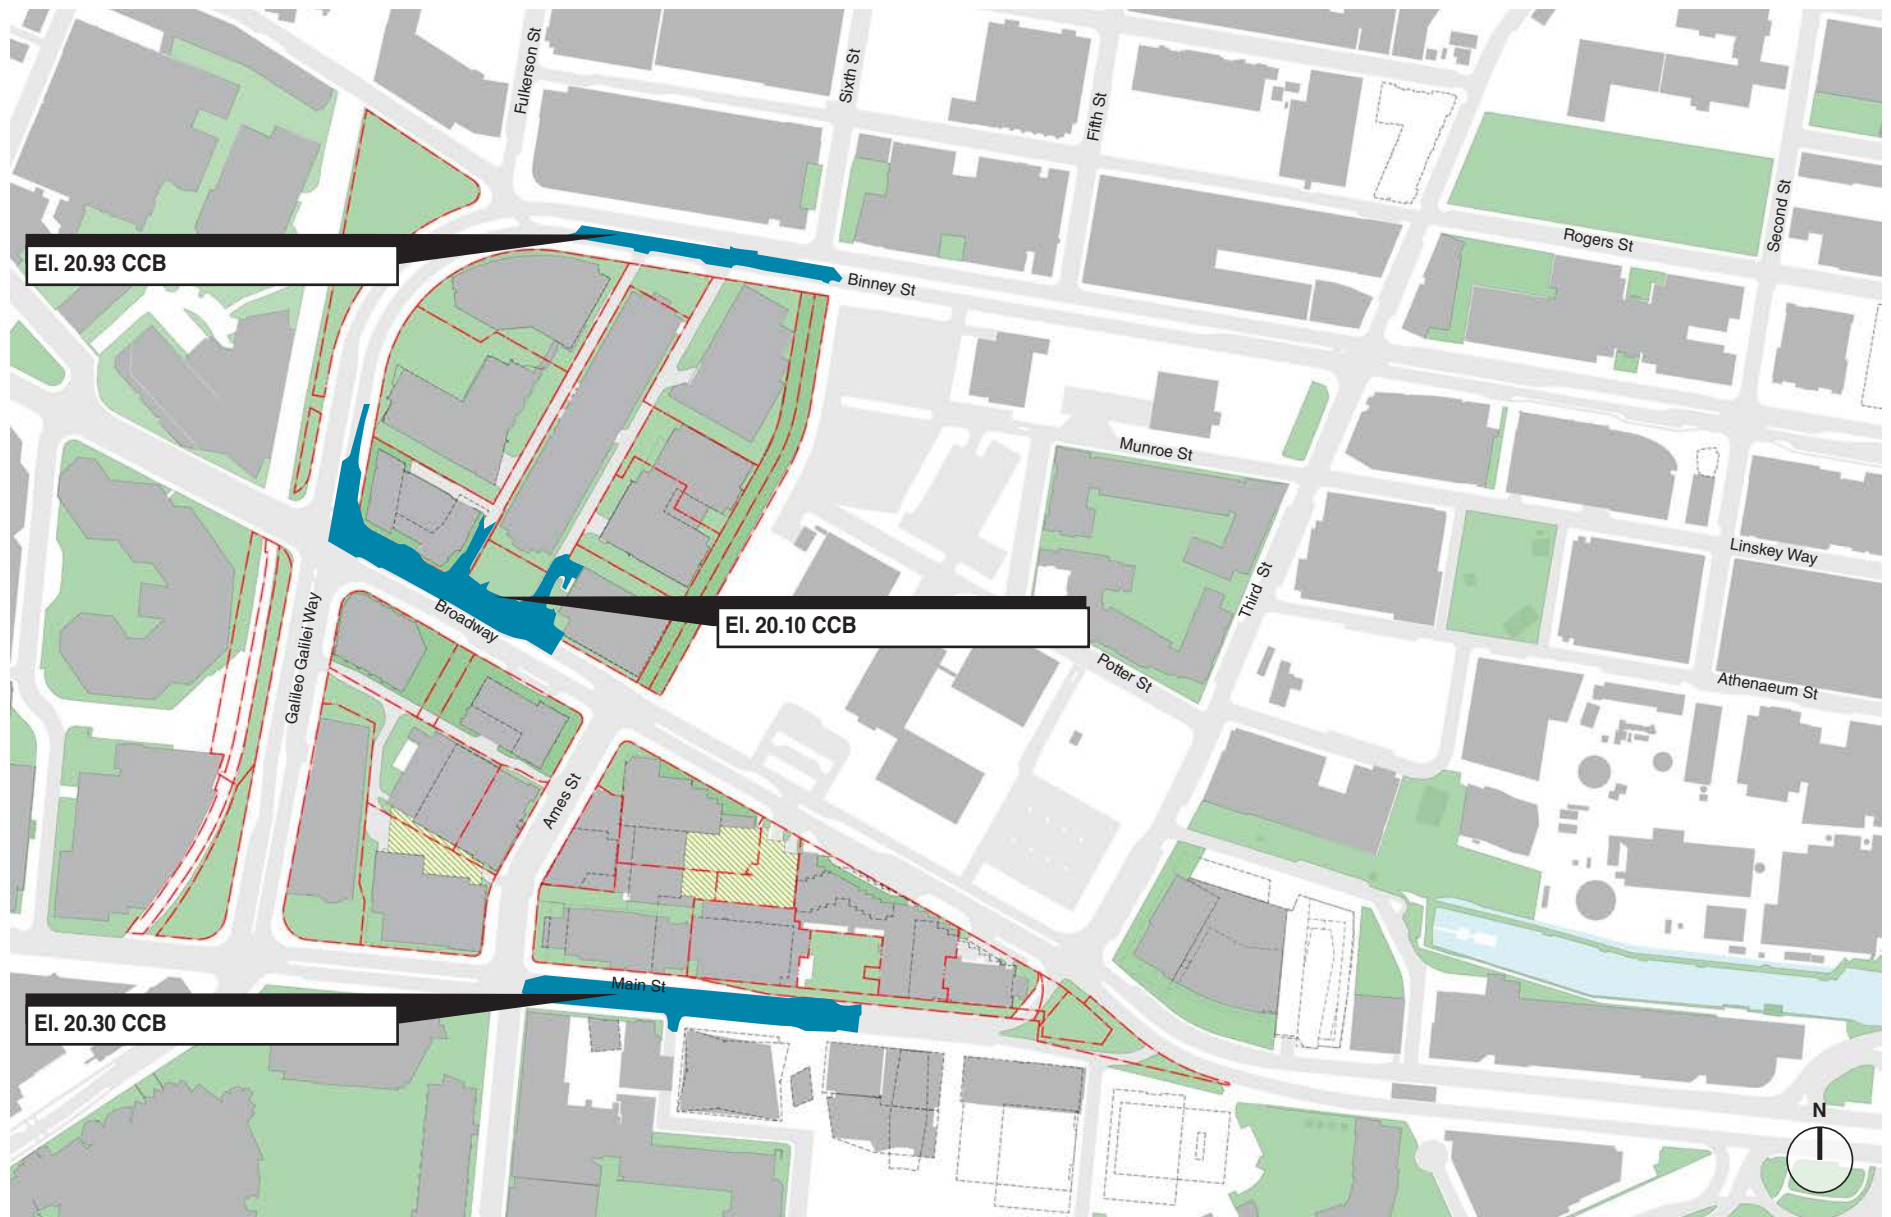 Fulkerson St
Sixth St
Fifth St
Second St
Rogers St
El. 20.93 CCB
Binney St
Munroe St
Linskey Way
Third St
Galileo Galilei Way
Broadway
El. 20.10 CCB
Potter St
Athenaeum St
Ames St
Main St
El. 20.30 CCB
N